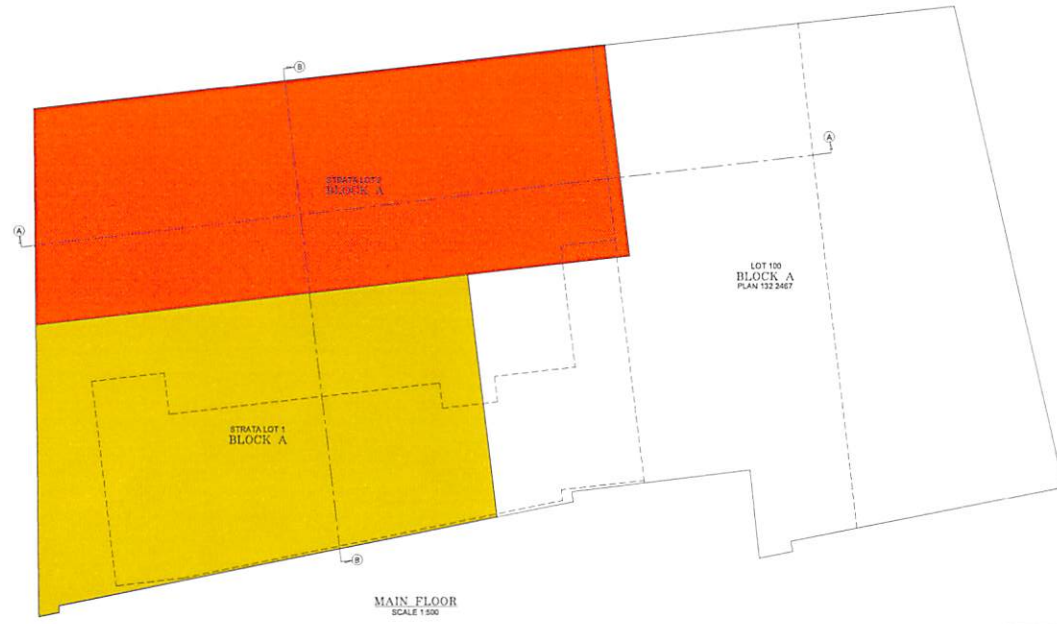 B
A
STRATA LOT 2
BLOCK A
A
LOT 100
BLOCK A
PLAN 132 2467
STRATA LOT 1
BLOCK A
B
MAIN FLOOR
SCALE 1:500